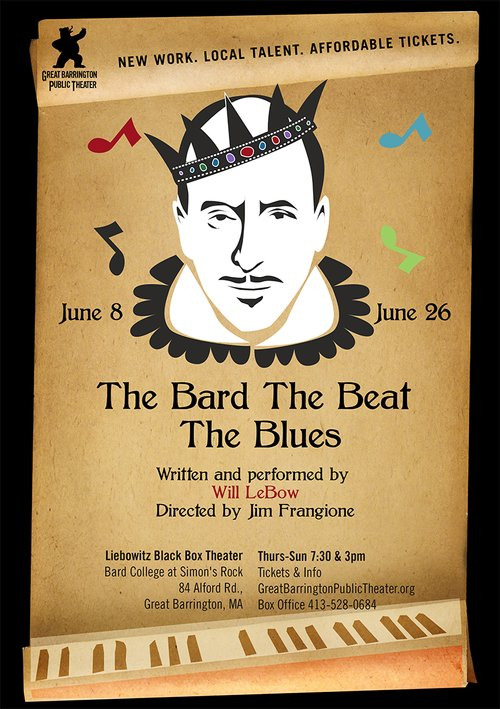 GREAT BARRINGTON
PUBLIC THEATER
NEW WORK. LOCAL TALENT. AFFORDABLE TICKETS.
June 8
June 26
The Bard The Beat
The Blues
Written and performed by
Will LeBow
Directed by Jim Frangione
Liebowitz Black Box Theater
Bard College at Simon's Rock
84 Alford Rd.,
Great Barrington, MA
Thurs-Sun 7:30 & 3pm
Tickets & Info
GreatBarringtonPublicTheater.org
Box Office 413-528-0684